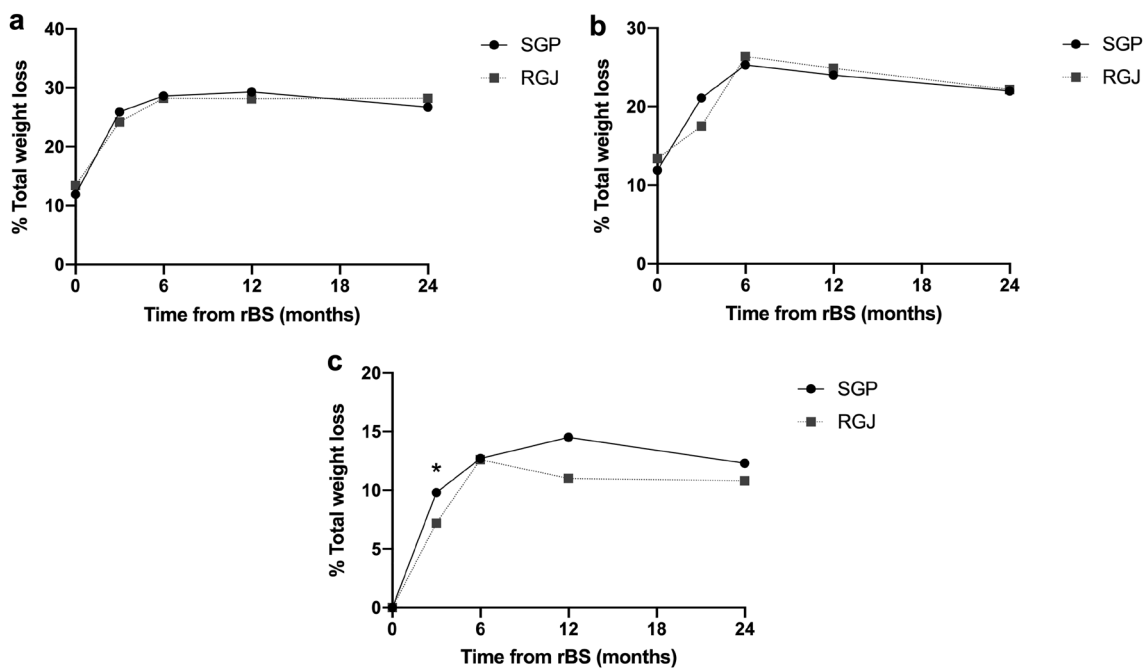 a
% Total weight loss
40
30
20
10
0
0 6 12 18 24
Time from rBS (months)
SGP
RGJ
b
% Total weight loss
30
20
10
0
0 6 12 18 24
Time from rBS (months)
SGP
RGJ
c
% Total weight loss
20
15
10
5
0
*
0 6 12 18 24
Time from rBS (months)
SGP
RGJ